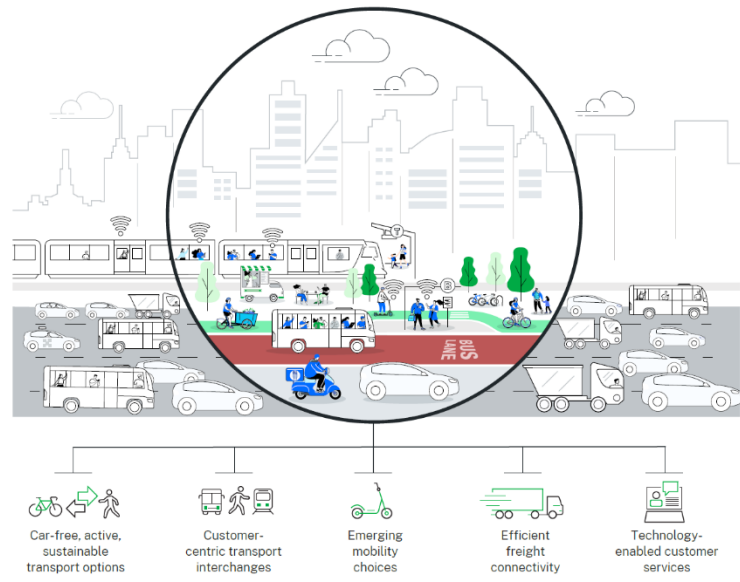 T
B
BUS
LANE
Car-free, active,
sustainable
transport options
Customer-
centric transport
interchanges
Emerging
mobility
choices
Efficient
freight
connectivity
Technology-
enabled customer
services